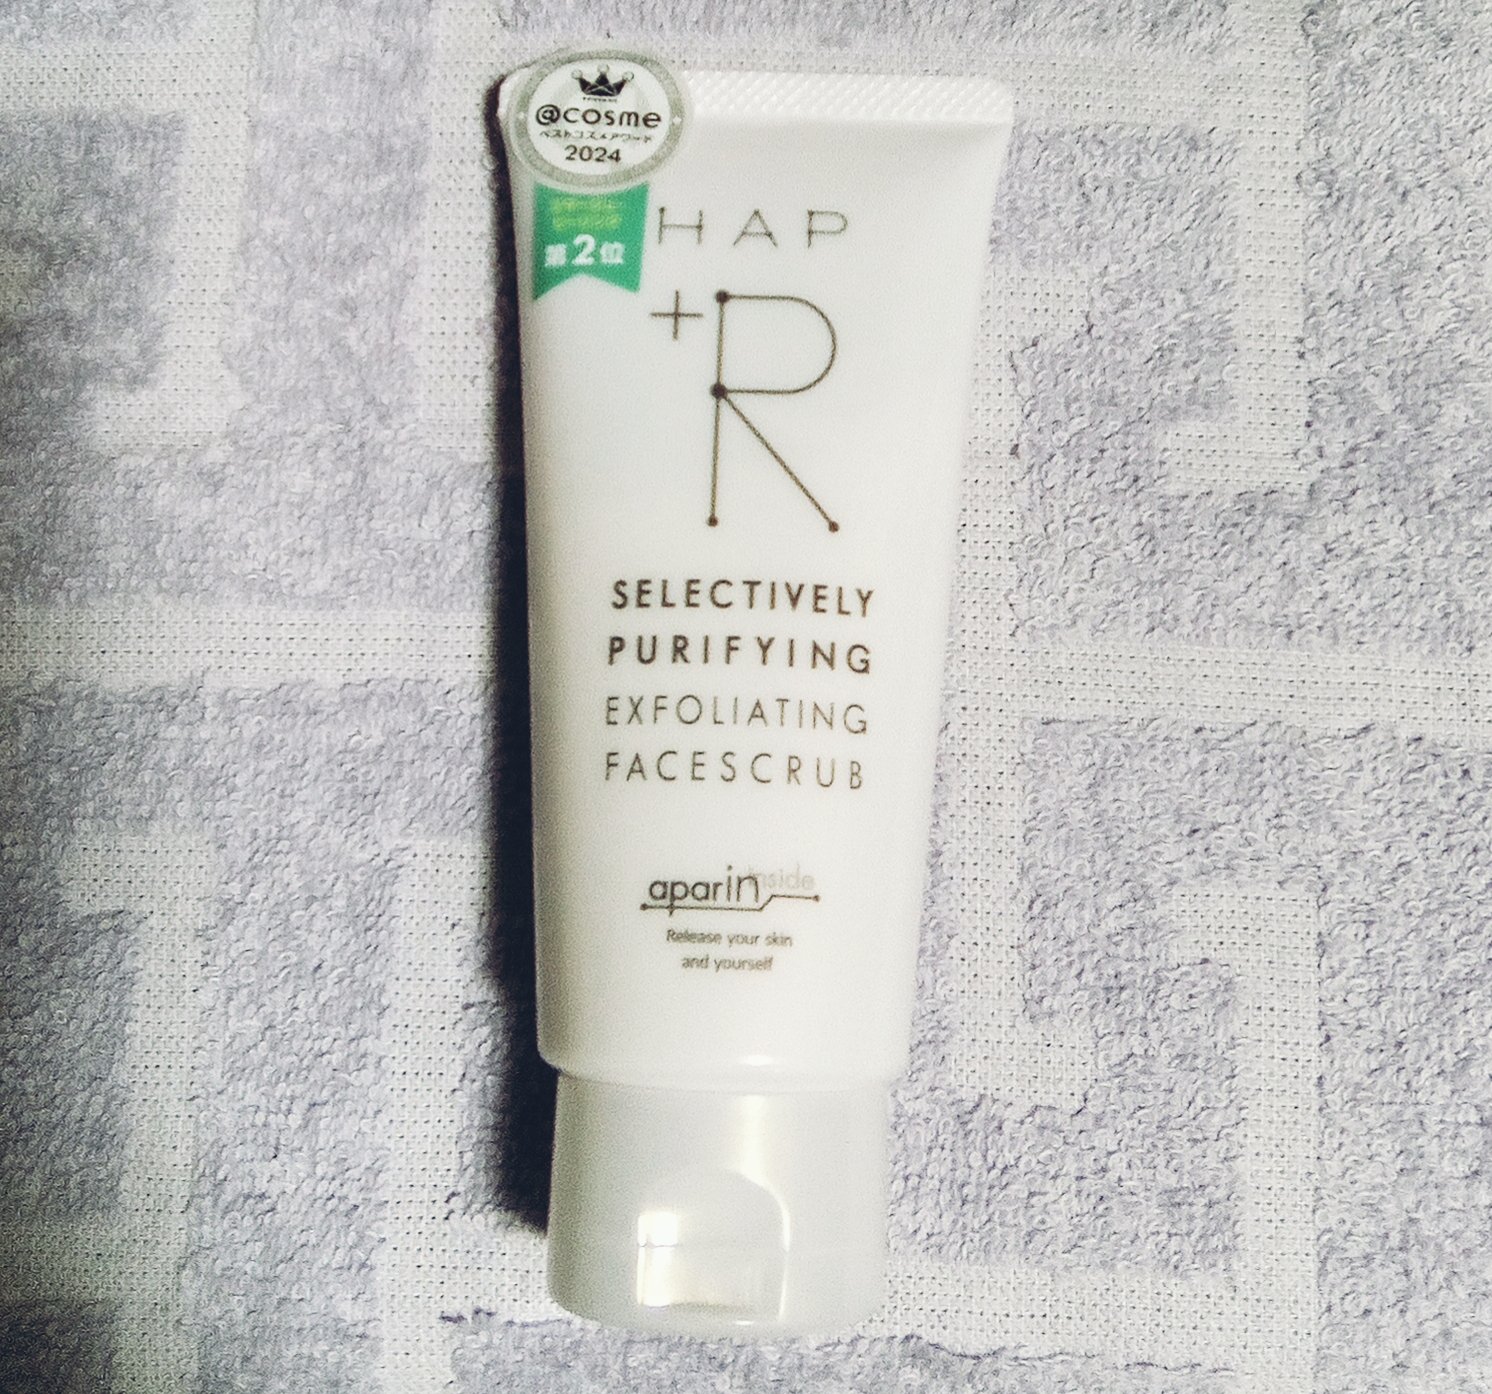 @cosme
ベストコスメアワード
2024
第2位
HAP
+R
SELECTIVELY
PURIFYING
EXFOLIATING
FACESCRUB
aparin inside
Release your skin
and yourself